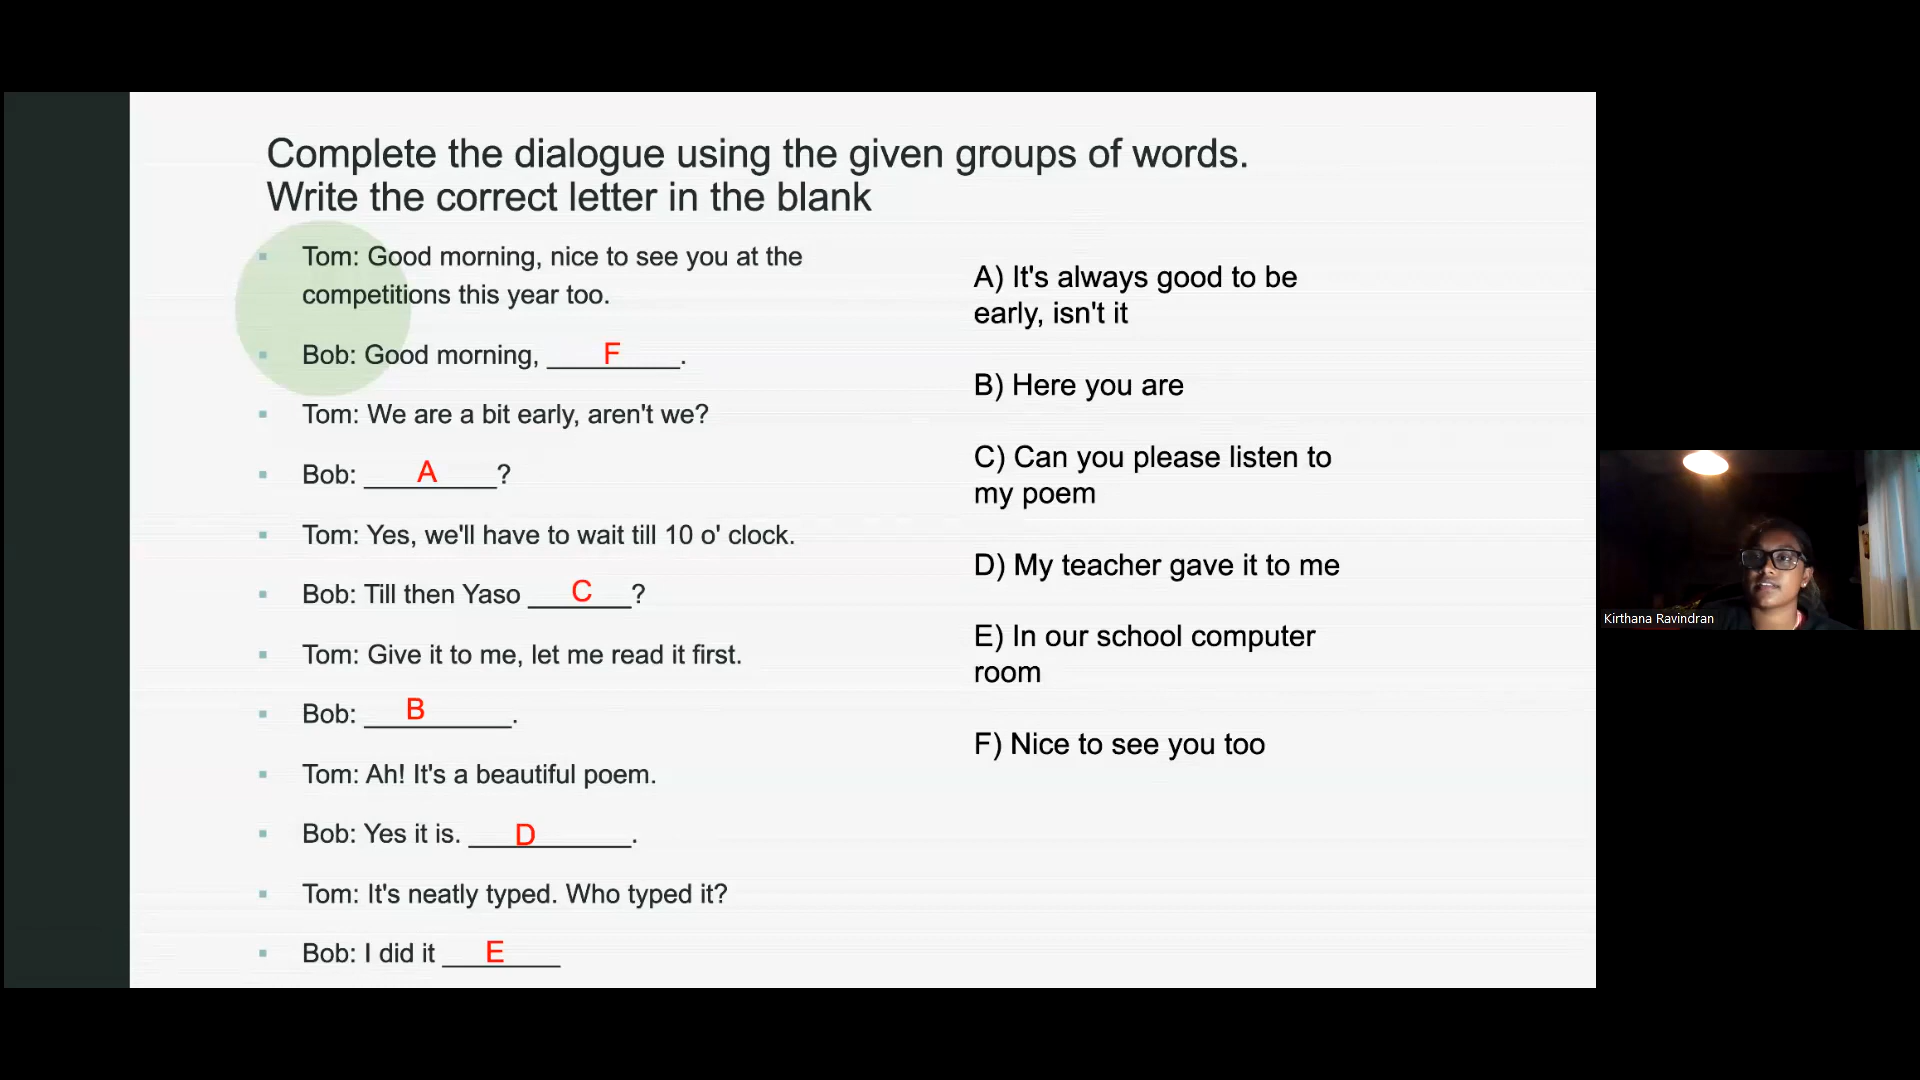 Complete the dialogue using the given groups of words.
Write the correct letter in the blank
Tom: Good morning, nice to see you at the
competitions this year too.
Bob: Good morning, _________ F.
Tom: We are a bit early, aren't we?
Bob: _________ A?
Tom: Yes, we'll have to wait till 10 o' clock.
Bob: Till then Yaso _______ C?
Tom: Give it to me, let me read it first.
Bob: __________ B.
Tom: Ah! It's a beautiful poem.
Bob: Yes it is. ___________ D.
Tom: It's neatly typed. Who typed it?
Bob: I did it ________ E
A) It's always good to be
early, isn't it
B) Here you are
C) Can you please listen to
my poem
D) My teacher gave it to me
E) In our school computer
room
F) Nice to see you too
Kirthana Ravindran